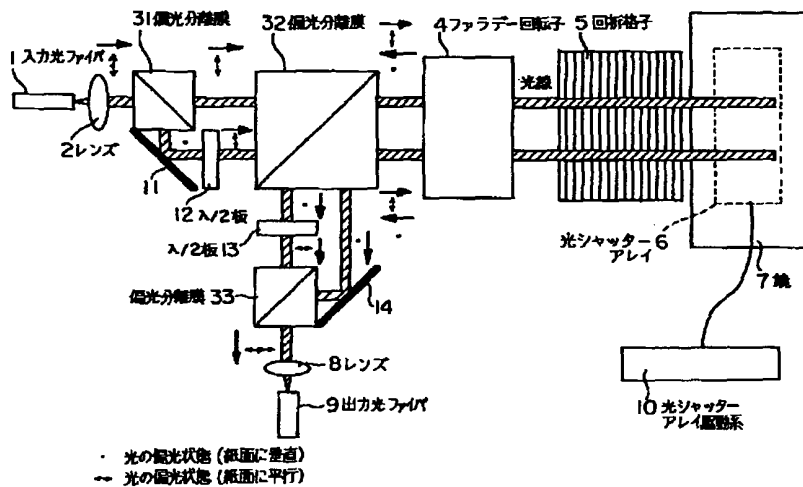 31偏光分離膜
32偏光分離膜
4ファラデー回転子
5回折格子
1入力光ファイバ
光線
2レンズ
11
12λ/2板
λ/2板13
偏光分離膜33
14
光シャッター6
アレイ
7鏡
8レンズ
9出力光ファイバ
10光シャッター
アレイ駆動系
・ 光の偏光状態(紙面に垂直)
↔ 光の偏光状態(紙面に平行)